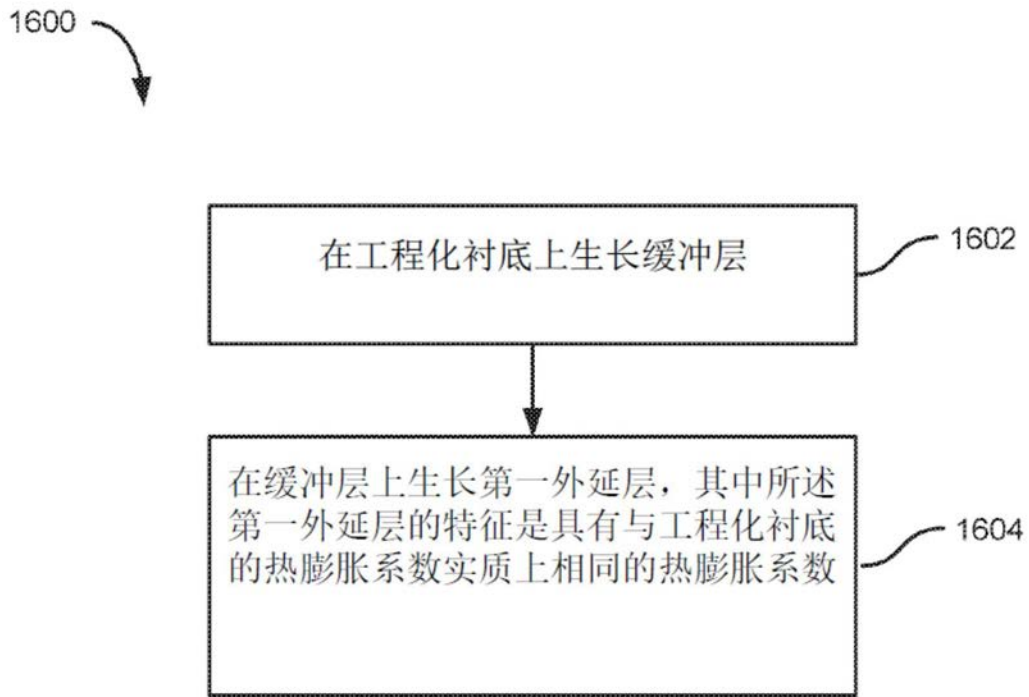 1600
在工程化衬底上生长缓冲层
1602
在缓冲层上生长第一外延层，其中所述
第一外延层的特征是具有与工程化衬底
的热膨胀系数实质上相同的热膨胀系数
1604